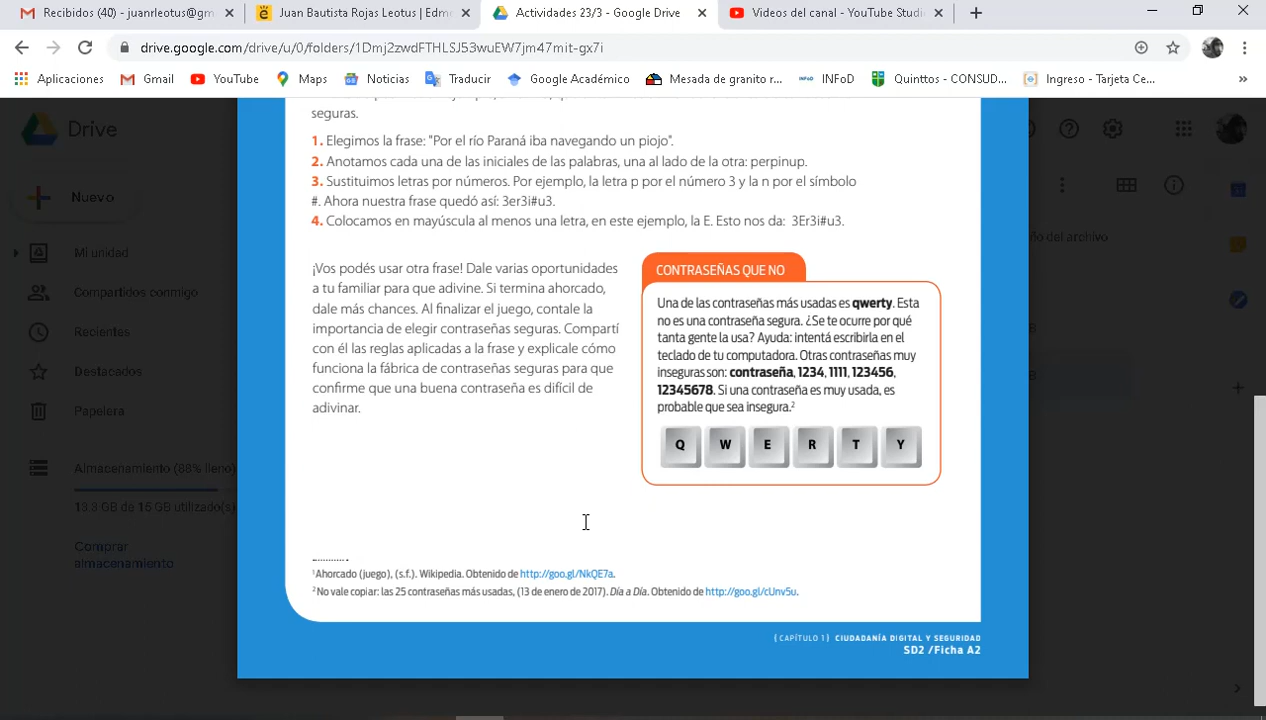 Recibidos (40) - juanrleotus@gm
Juan Bautista Rojas Leotus | Edm
Actividades 23/3 - Google Drive
Videos del canal - YouTube Studi
drive.google.com/drive/u/0/folders/1Dmj2zwdFTHLSJ53wuEW7jm47mit-gx7i
Aplicaciones
Gmail
YouTube
Maps
Noticias
Traducir
Google Académico
Mesada de granito r...
INFoD
Quinttos - CONSUD...
Ingreso - Tarjeta Ce...
»
Drive
Nuevo
Mi unidad
Compartidos conmigo
Recientes
Destacados
Papelera
Almacenamiento (88% lleno)
13.3 GB de 15 GB utilizado(s)
Comprar
almacenamiento
ño del archivo
seguras.
1. Elegimos la frase: "Por el río Paraná iba navegando un piojo".
2. Anotamos cada una de las iniciales de las palabras, una al lado de la otra: perpinup.
3. Sustituimos letras por números. Por ejemplo, la letra p por el número 3 y la n por el símbolo
#. Ahora nuestra frase quedó así: 3er3i#u3.
4. Colocamos en mayúscula al menos una letra, en este ejemplo, la E. Esto nos da: 3Er3i#u3.
¡Vos podés usar otra frase! Dale varias oportunidades
a tu familiar para que adivine. Si termina ahorcado,
dale más chances. Al finalizar el juego, contale la
importancia de elegir contraseñas seguras. Compartí
con él las reglas aplicadas a la frase y explicale cómo
funciona la fábrica de contraseñas seguras para que
confirme que una buena contraseña es difícil de
adivinar.
CONTRASEÑAS QUE NO
Una de las contraseñas más usadas es qwerty. Esta
no es una contraseña segura. ¿Se te ocurre por qué
tanta gente la usa? Ayuda: intentá escribirla en el
teclado de tu computadora. Otras contraseñas muy
inseguras son: contraseña, 1234, 1111, 123456,
12345678. Si una contraseña es muy usada, es
probable que sea insegura.²
Q W E R T Y
¹ Ahorcado (juego), (s.f.). Wikipedia. Obtenido de http://goo.gl/NkQE7a.
² No vale copiar: las 25 contraseñas más usadas, (13 de enero de 2017). Día a Día. Obtenido de http://goo.gl/cUnv5u.
{ CAPÍTULO 1 } CIUDADANÍA DIGITAL Y SEGURIDAD
SD2 /Ficha A2